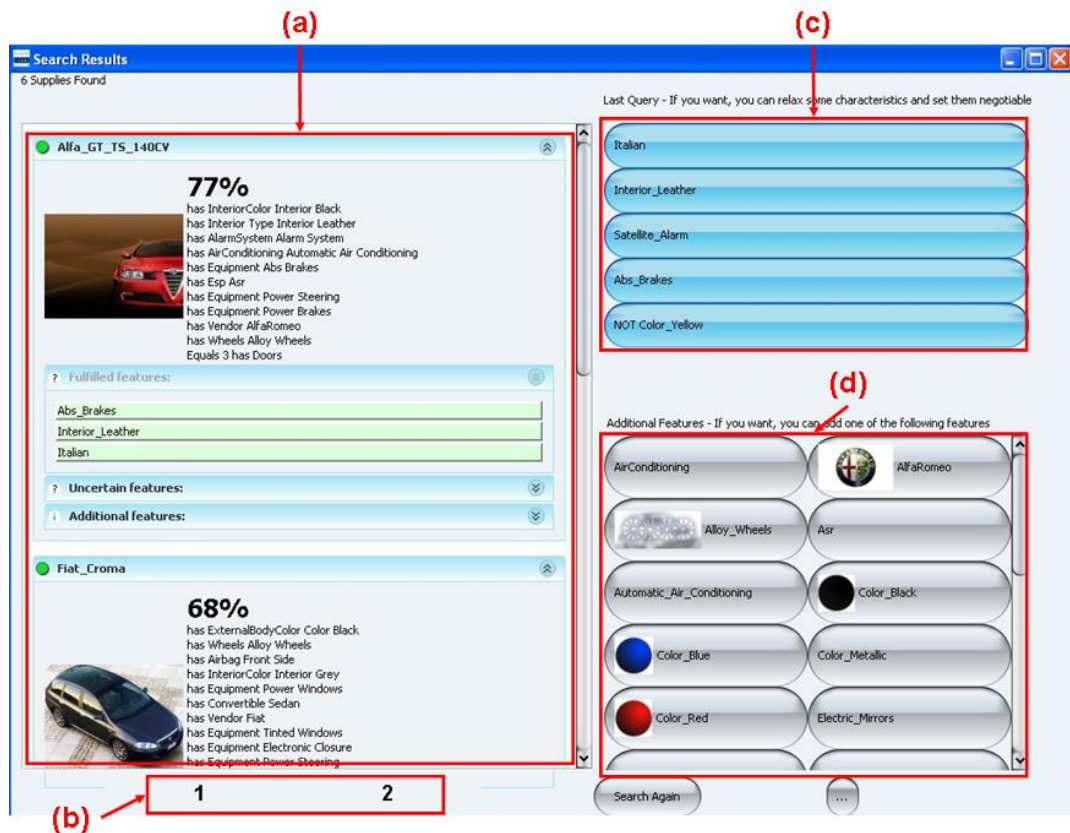 (a)
(c)
Search Results
6 Supplies Found
Last Query - If you want, you can relax some characteristics and set them negotiable
Alfa_GT_TS_140CV
77%
has InteriorColor Interior Black
has Interior Type Interior Leather
has AlarmSystem Alarm System
has AirConditioning Automatic Air Conditioning
has Equipment Abs Brakes
has Esp Asr
has Equipment Power Steering
has Equipment Power Brakes
has Vendor AlfaRomeo
has Wheels Alloy Wheels
Equals 3 has Doors
? Fulfilled features:
Abs_Brakes
Interior_Leather
Italian
? Uncertain features:
i Additional features:
Fiat_Croma
68%
has ExternalBodyColor Color Black
has Wheels Alloy Wheels
has Airbag Front Side
has InteriorColor Interior Grey
has Equipment Power Windows
has Convertible Sedan
has Vendor Fiat
has Equipment Tinted Windows
has Equipment Electronic Closure
has Equipment Power Steering
(b)
1 2
Italian
Interior_Leather
Satellite_Alarm
Abs_Brakes
NOT Color_Yellow
(d)
Additional Features - If you want, you can add one of the following features
AirConditioning
AlfaRomeo
Alloy_Wheels
Asr
Automatic_Air_Conditioning
Color_Black
Color_Blue
Color_Metallic
Color_Red
Electric_Mirrors
Search Again
...